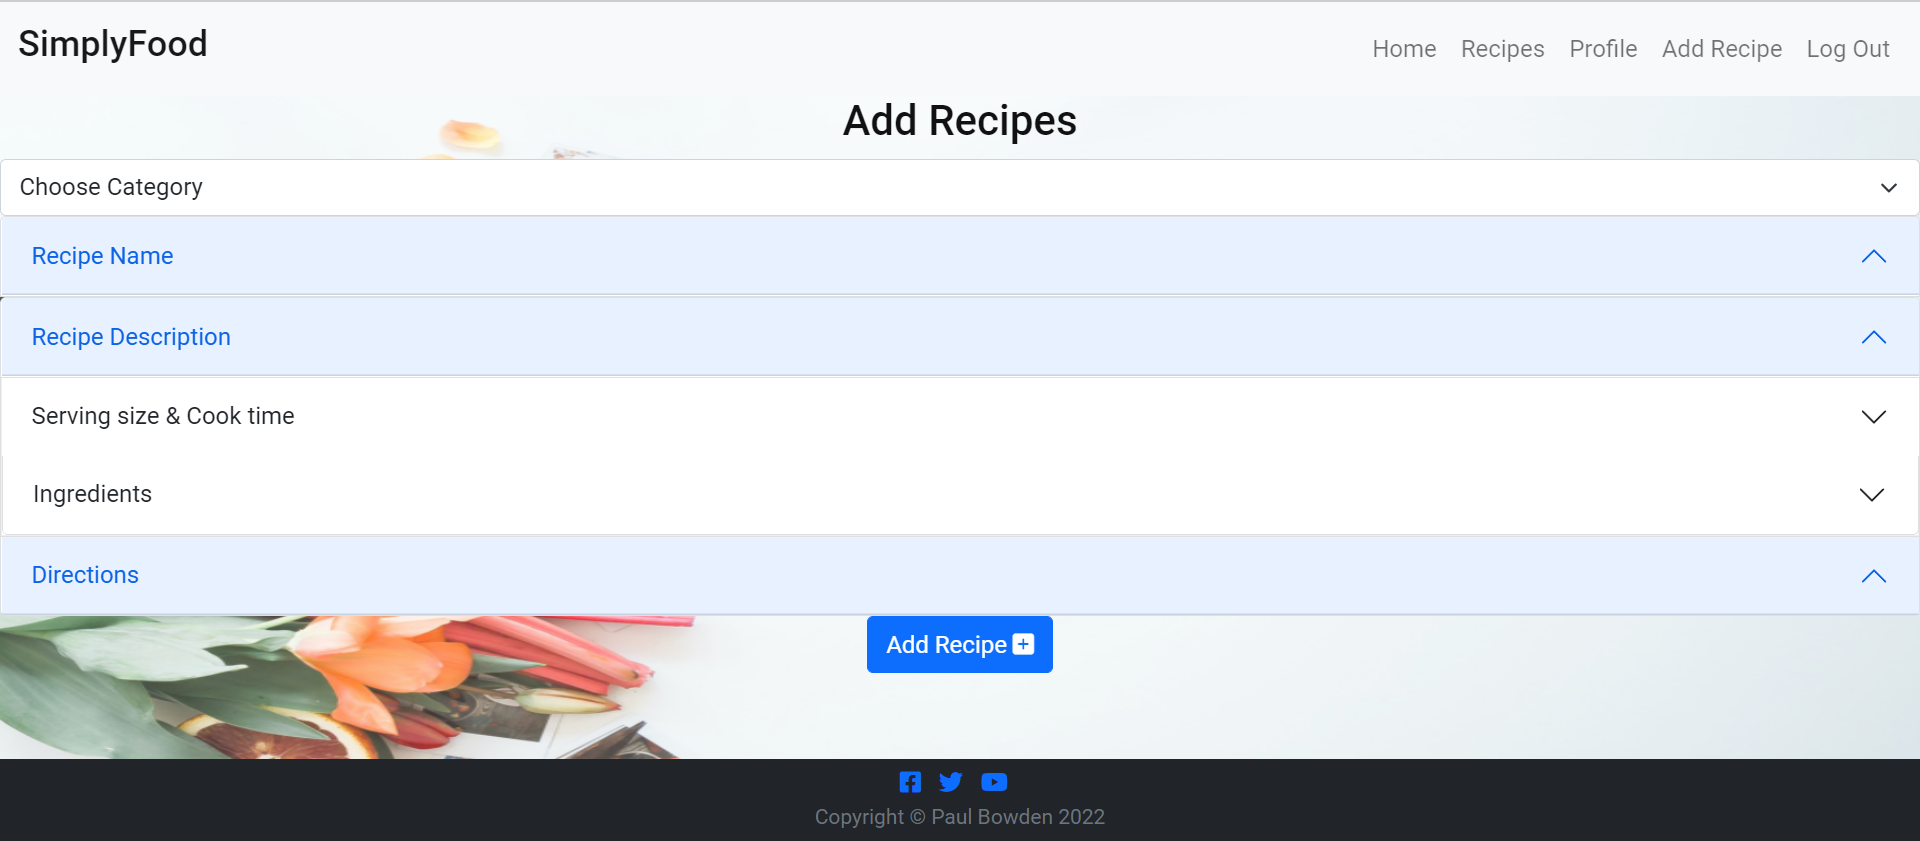 SimplyFood
Home Recipes Profile Add Recipe Log Out
Add Recipes
Choose Category
Recipe Name
Recipe Description
Serving size & Cook time
Ingredients
Directions
Add Recipe
Copyright © Paul Bowden 2022